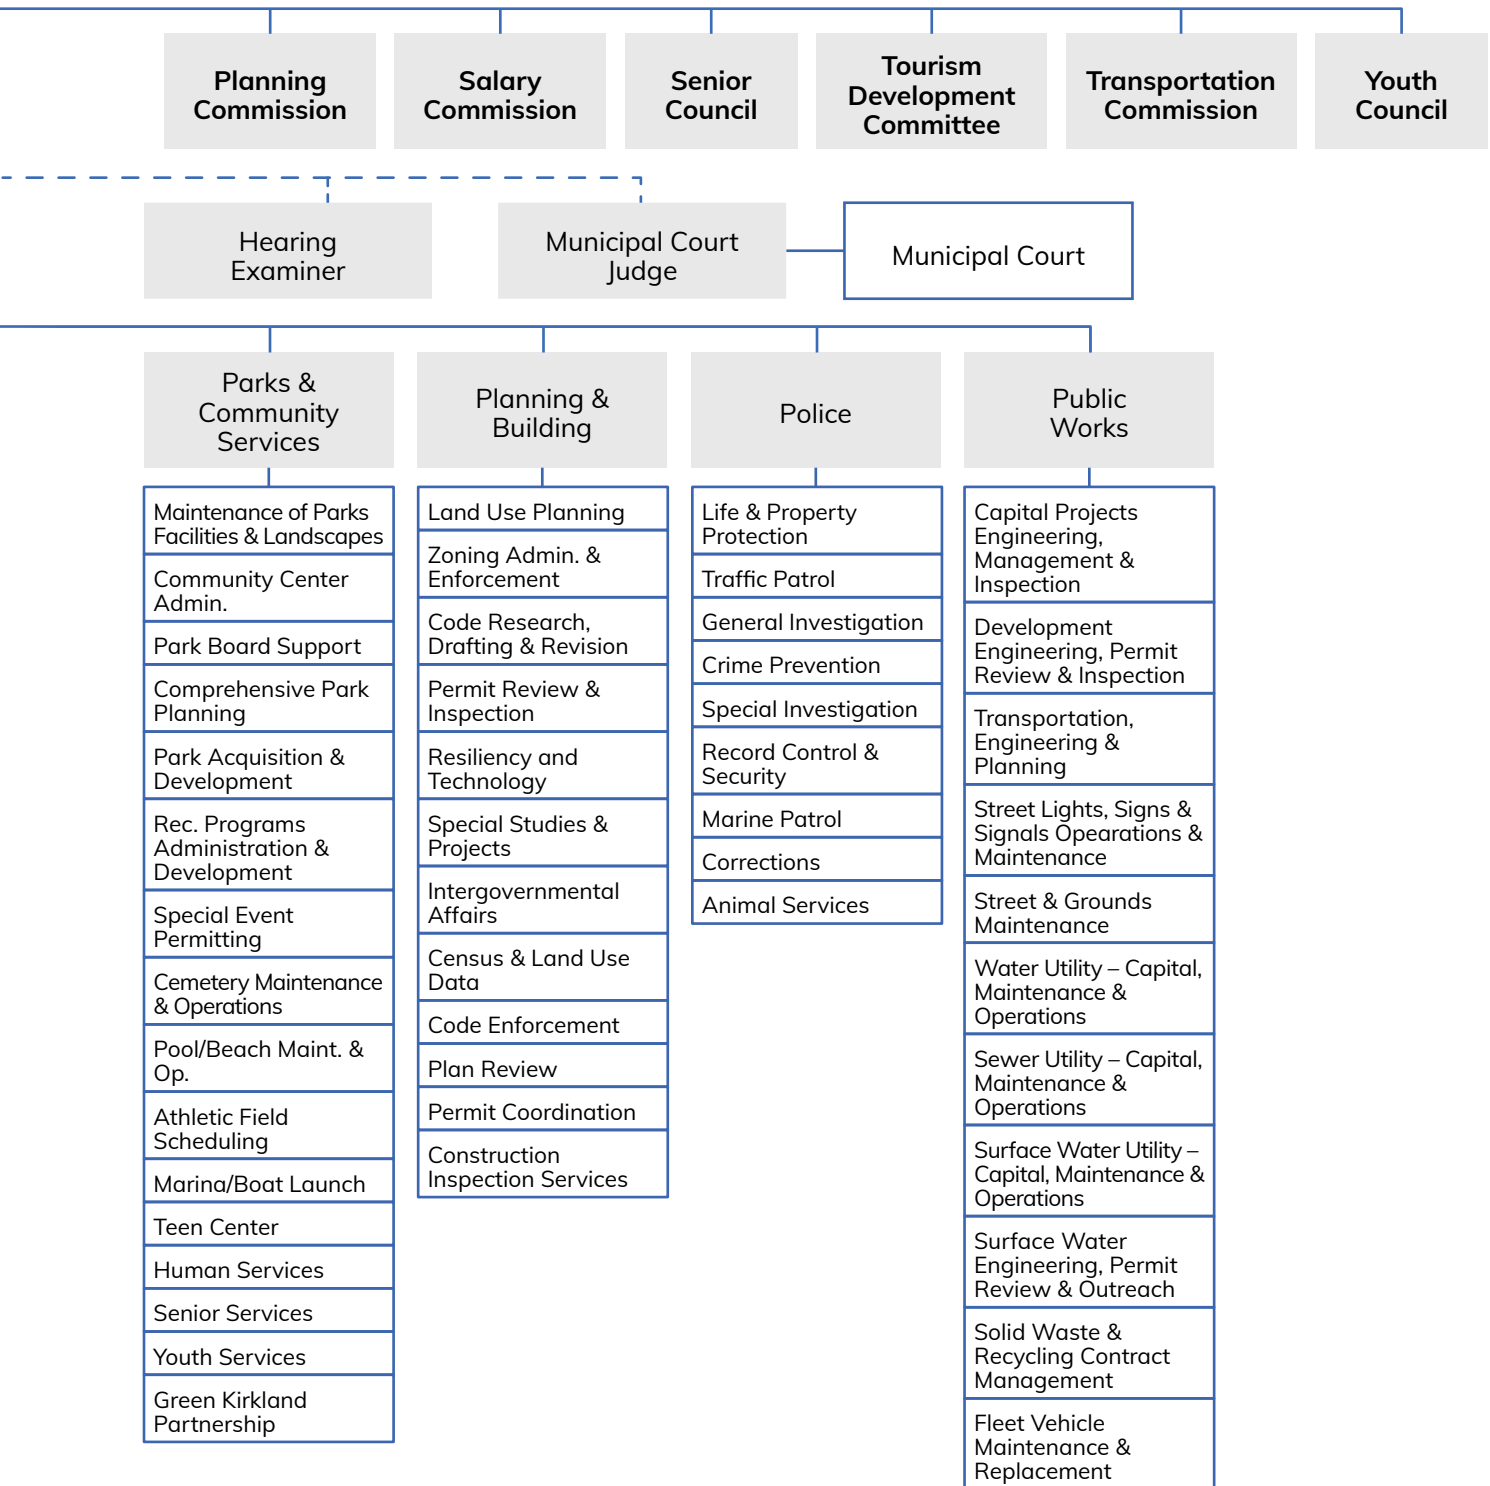 Planning
Commission
Salary
Commission
Senior
Council
Tourism
Development
Committee
Transportation
Commission
Youth
Council
Hearing
Examiner
Municipal Court
Judge
Municipal Court
Parks &
Community
Services
Planning &
Building
Police
Public
Works
Maintenance of Parks
Facilities & Landscapes
Community Center
Admin.
Park Board Support
Comprehensive Park
Planning
Park Acquisition &
Development
Rec. Programs
Administration &
Development
Special Event
Permitting
Cemetery Maintenance
& Operations
Pool/Beach Maint. &
Op.
Athletic Field
Scheduling
Marina/Boat Launch
Teen Center
Human Services
Senior Services
Youth Services
Green Kirkland
Partnership
Land Use Planning
Zoning Admin. &
Enforcement
Code Research,
Drafting & Revision
Permit Review &
Inspection
Resiliency and
Technology
Special Studies &
Projects
Intergovernmental
Affairs
Census & Land Use
Data
Code Enforcement
Plan Review
Permit Coordination
Construction
Inspection Services
Life & Property
Protection
Traffic Patrol
General Investigation
Crime Prevention
Special Investigation
Record Control &
Security
Marine Patrol
Corrections
Animal Services
Capital Projects
Engineering,
Management &
Inspection
Development
Engineering, Permit
Review & Inspection
Transportation,
Engineering &
Planning
Street Lights, Signs &
Signals Opearations &
Maintenance
Street & Grounds
Maintenance
Water Utility – Capital,
Maintenance &
Operations
Sewer Utility – Capital,
Maintenance &
Operations
Surface Water Utility –
Capital, Maintenance &
Operations
Surface Water
Engineering, Permit
Review & Outreach
Solid Waste &
Recycling Contract
Management
Fleet Vehicle
Maintenance &
Replacement